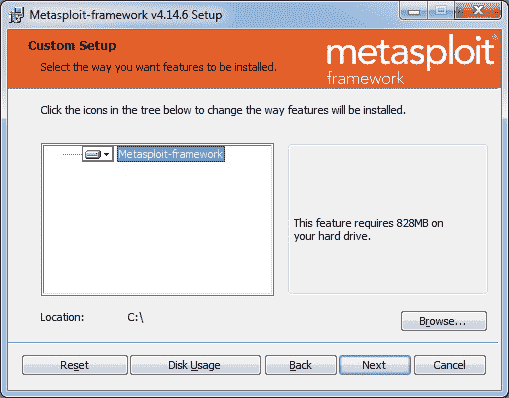 Metasploit-framework v4.14.6 Setup
Custom Setup
Select the way you want features to be installed.
metasploit®
framework
Click the icons in the tree below to change the way features will be installed.
Metasploit-framework
This feature requires 828MB on
your hard drive.
Location: C:\
Browse...
Reset Disk Usage Back Next Cancel